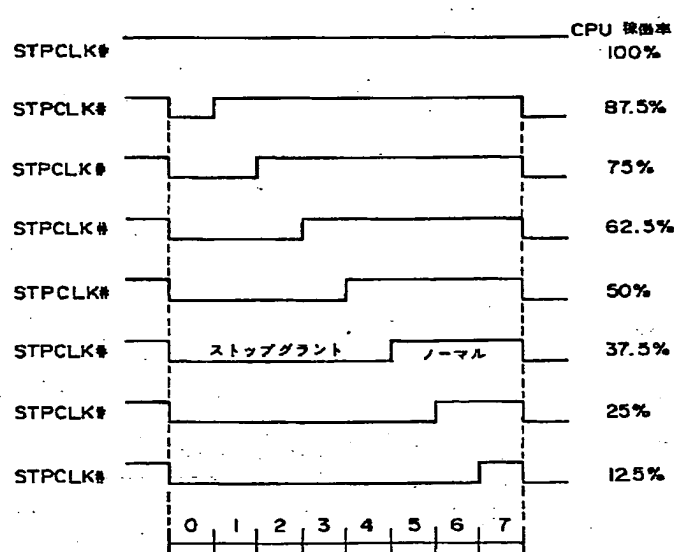 CPU 稼働率
STPCLK# 100%
STPCLK# 87.5%
STPCLK# 75%
STPCLK# 62.5%
STPCLK# 50%
STPCLK# ストップグラント ノーマル 37.5%
STPCLK# 25%
STPCLK# 12.5%
0 1 2 3 4 5 6 7